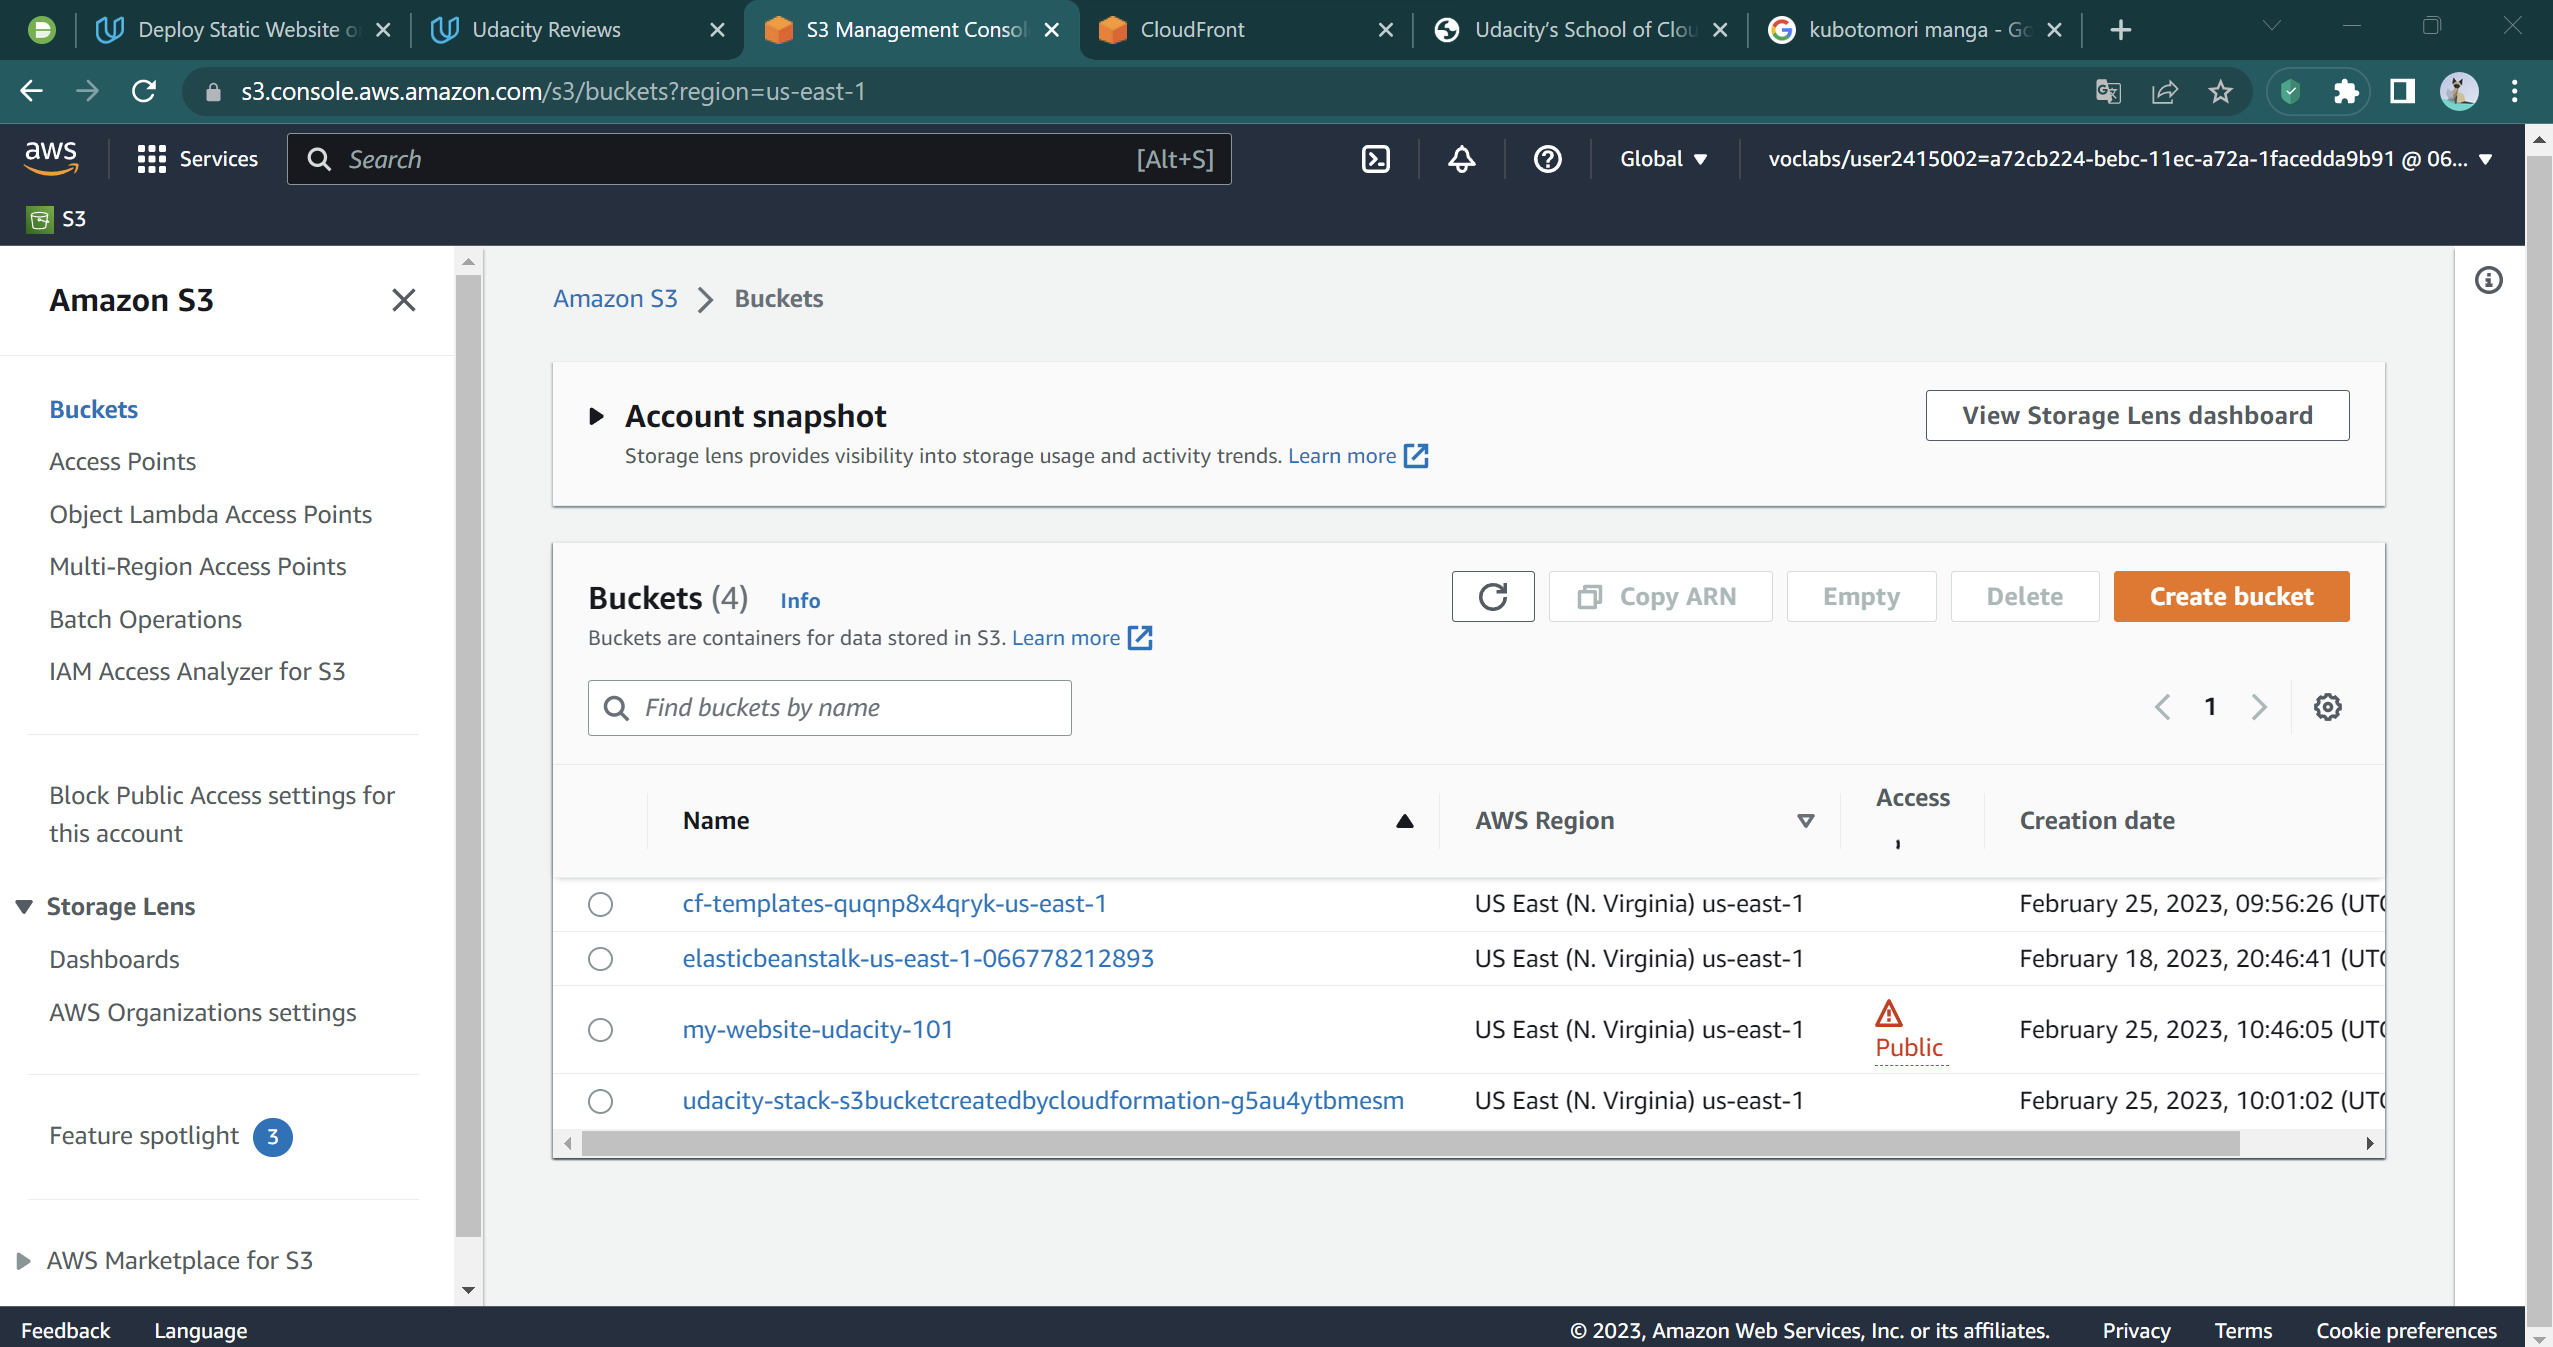 Deploy Static Website o
Udacity Reviews
S3 Management Consol
CloudFront
Udacity's School of Clou
kubotomori manga - Go
s3.console.aws.amazon.com/s3/buckets?region=us-east-1
aws
Services
Search
[Alt+S]
Global
voclabs/user2415002=a72cb224-bebc-11ec-a72a-1facedda9b91 @ 06...
S3
Amazon S3
Buckets
Access Points
Object Lambda Access Points
Multi-Region Access Points
Batch Operations
IAM Access Analyzer for S3
Block Public Access settings for
this account
Storage Lens
Dashboards
AWS Organizations settings
Feature spotlight 3
AWS Marketplace for S3
Amazon S3 Buckets
Account snapshot
Storage lens provides visibility into storage usage and activity trends. Learn more
View Storage Lens dashboard
Buckets (4) Info
Buckets are containers for data stored in S3. Learn more
Copy ARN
Empty
Delete
Create bucket
Find buckets by name
1
Name AWS Region Access Creation date
cf-templates-quqnp8x4qryk-us-east-1 US East (N. Virginia) us-east-1 February 25, 2023, 09:56:26 (UTC
elasticbeanstalk-us-east-1-066778212893 US East (N. Virginia) us-east-1 February 18, 2023, 20:46:41 (UTC
my-website-udacity-101 US East (N. Virginia) us-east-1 Public February 25, 2023, 10:46:05 (UTC
udacity-stack-s3bucketcreatedbycloudformation-g5au4ytbmesm US East (N. Virginia) us-east-1 February 25, 2023, 10:01:02 (UTC
Feedback Language © 2023, Amazon Web Services, Inc. or its affiliates. Privacy Terms Cookie preferences